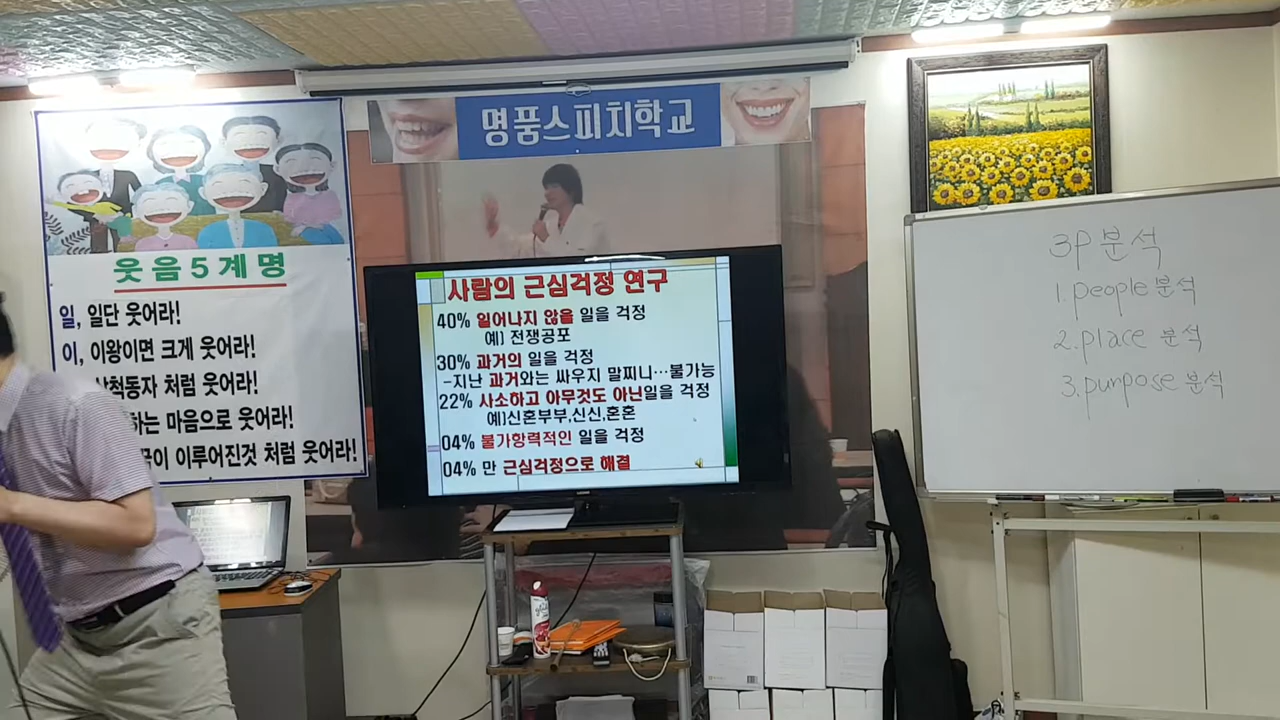 명품스피치학교
웃음5계명
일, 일단 웃어라!
이, 이왕이면 크게 웃어라!
척동자 처럼 웃어라!
하는 마음으로 웃어라!
이 이루어진것 처럼 웃어라!
사람의 근심걱정 연구
40% 일어나지 않을 일을 걱정
예) 전쟁공포
30% 과거의 일을 걱정
-지난 과거와는 싸우지 말찌니…불가능
22% 사소하고 아무것도 아닌일을 걱정
예)신혼부부,신신,혼혼
04% 불가항력적인 일을 걱정
04% 만 근심걱정으로 해결
3P 분석
1. people 분석
2. place 분석
3. purpose 분석